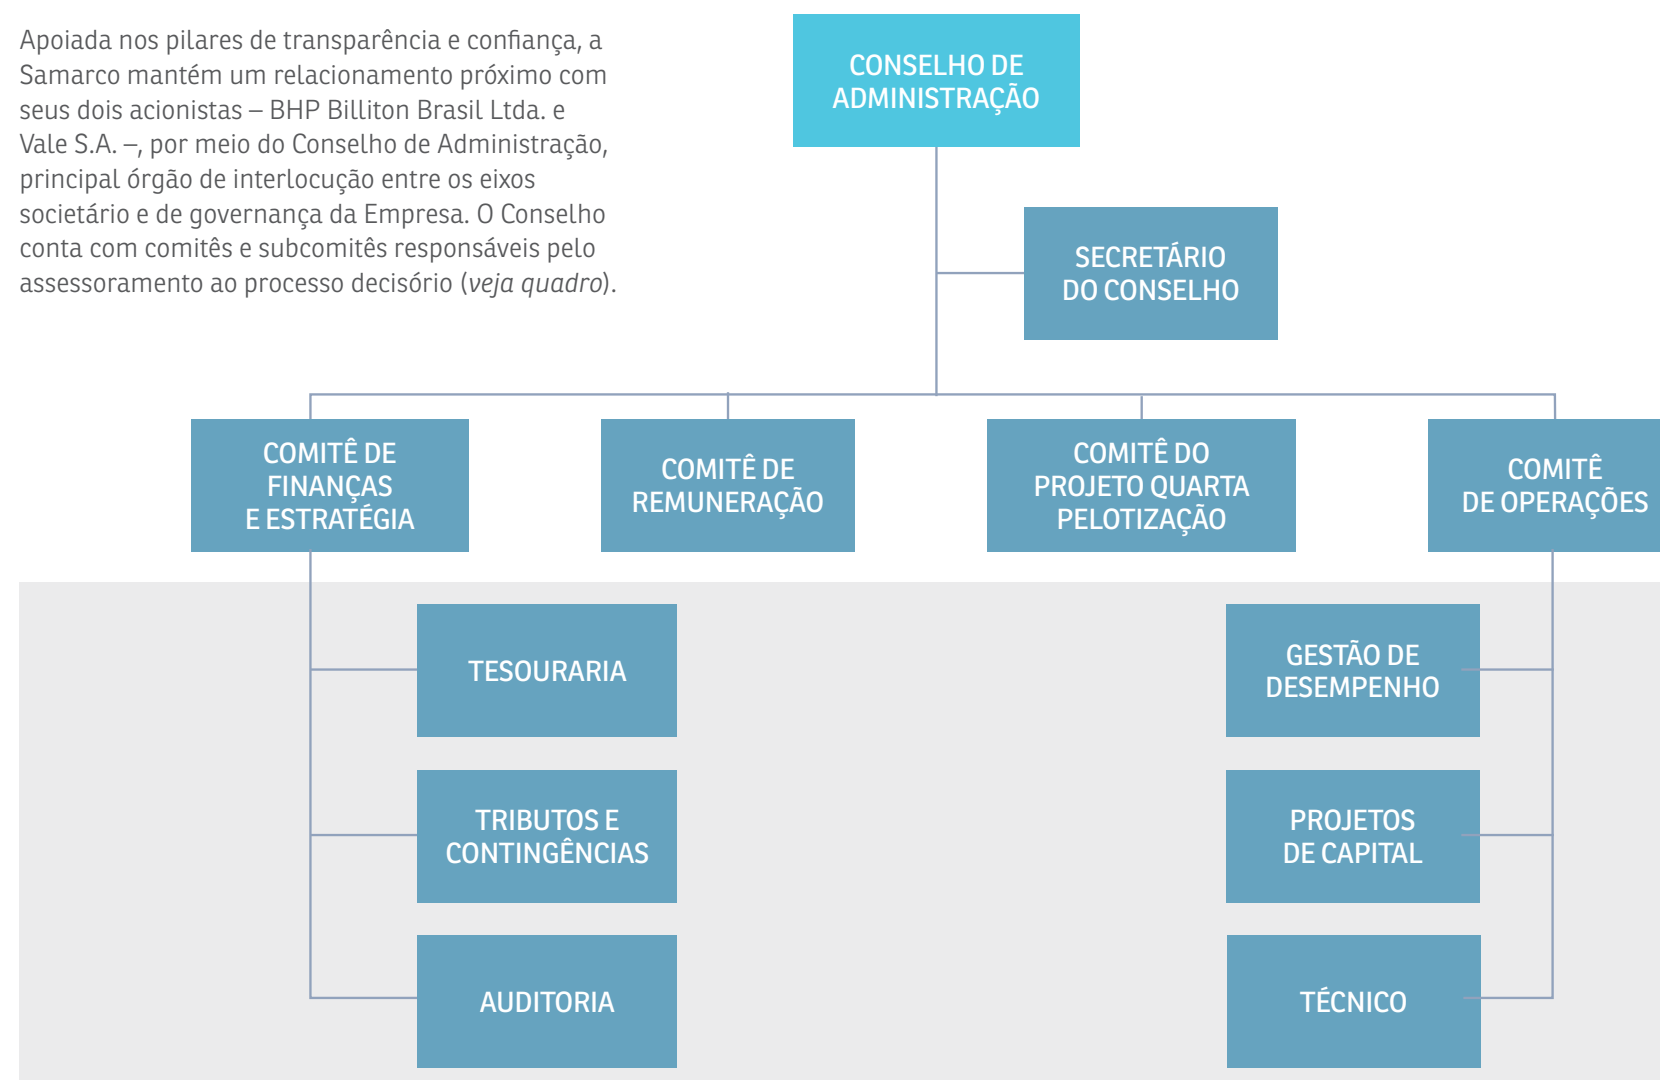 Apoiada nos pilares de transparência e confiança, a
Samarco mantém um relacionamento próximo com
seus dois acionistas – BHP Billiton Brasil Ltda. e
Vale S.A. –, por meio do Conselho de Administração,
principal órgão de interlocução entre os eixos
societário e de governança da Empresa. O Conselho
conta com comitês e subcomitês responsáveis pelo
assessoramento ao processo decisório (veja quadro).
CONSELHO DE
ADMINISTRAÇÃO
SECRETÁRIO
DO CONSELHO
COMITÊ DE
FINANÇAS
E ESTRATÉGIA
COMITÊ DE
REMUNERAÇÃO
COMITÊ DO
PROJETO QUARTA
PELOTIZAÇÃO
COMITÊ
DE OPERAÇÕES
TESOURARIA
TRIBUTOS E
CONTINGÊNCIAS
AUDITORIA
GESTÃO DE
DESEMPENHO
PROJETOS
DE CAPITAL
TÉCNICO